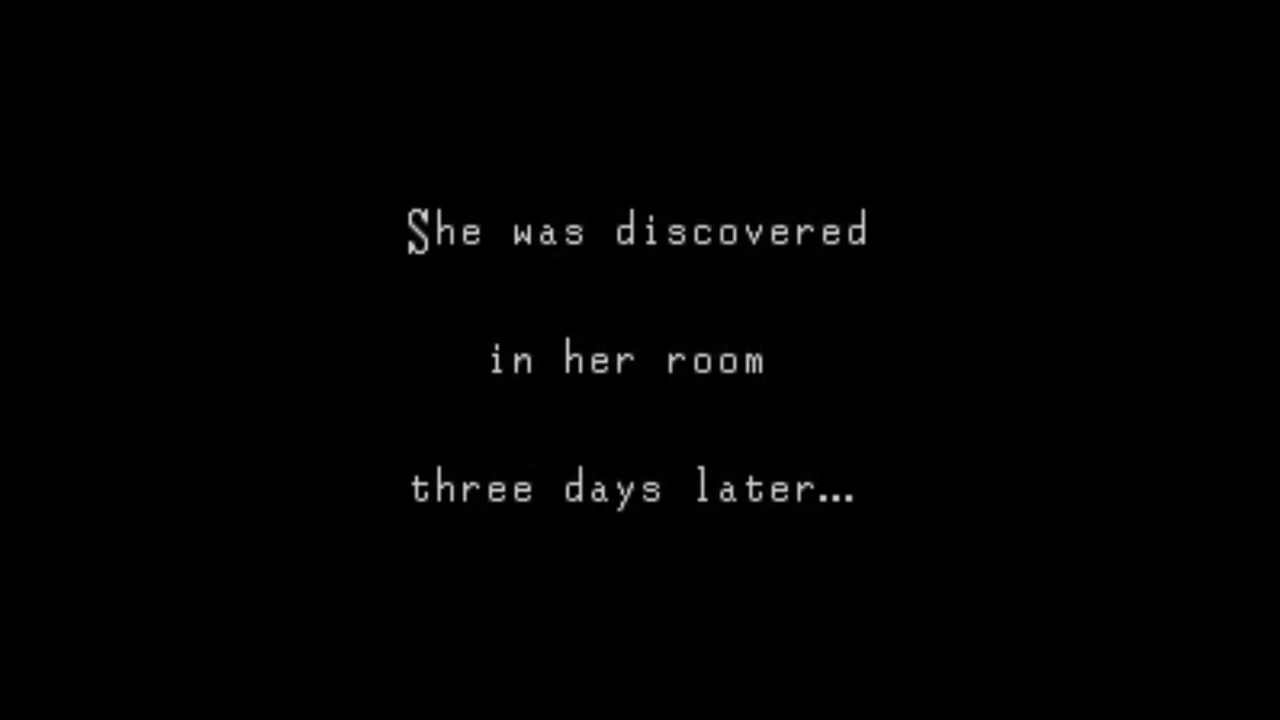 She was discovered
in her room
three days later...